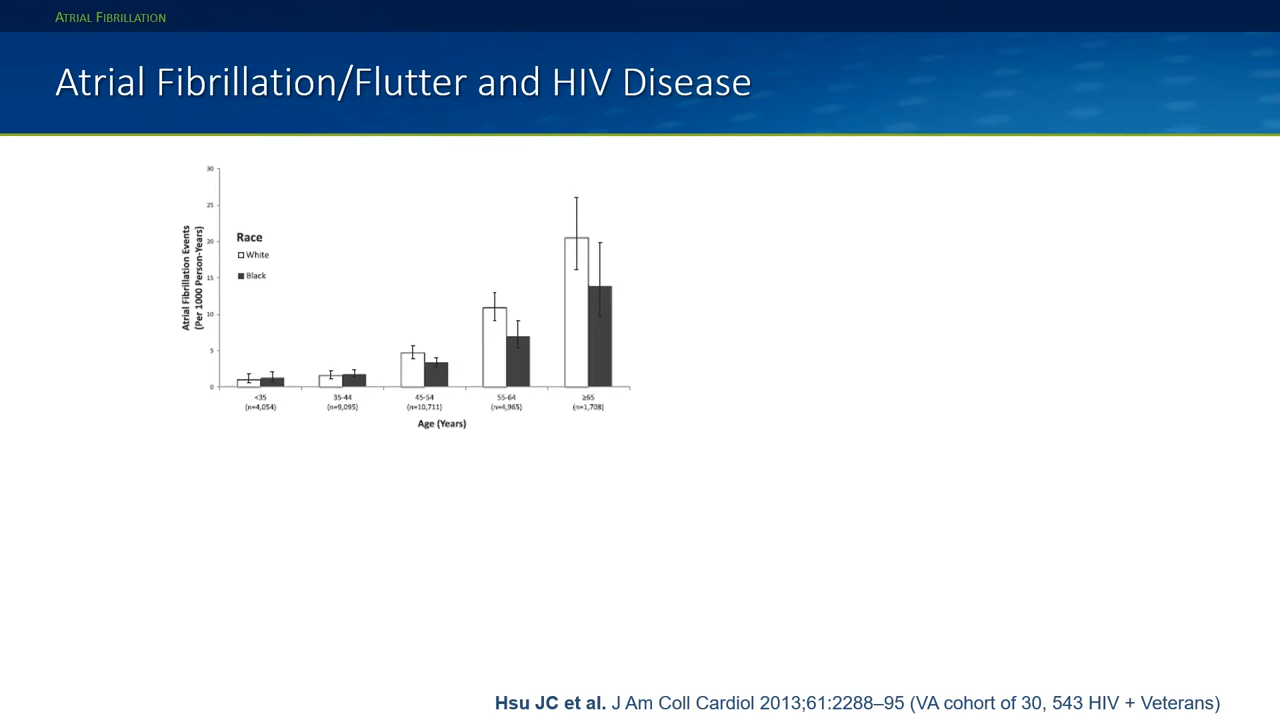 ATRIAL FIBRILLATION
Atrial Fibrillation/Flutter and HIV Disease
Atrial Fibrillation Events
(Per 1000 Person-Years)
30
25
20
15
10
5
0
Race
White
Black
<35 35-44 45-54 55-64 ≥65
(n=4,054) (n=9,095) (n=10,711) (n=4,965) (n=1,708)
Age (Years)
Hsu JC et al. J Am Coll Cardiol 2013;61:2288–95 (VA cohort of 30, 543 HIV + Veterans)